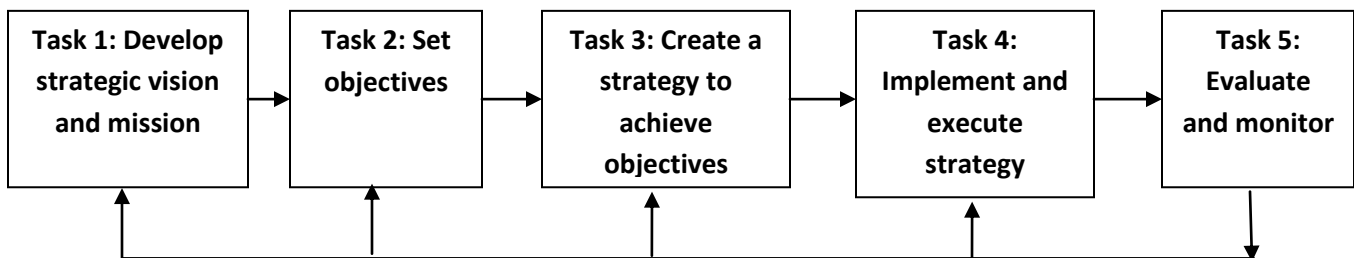 Task 1: Develop
strategic vision
and mission
Task 2: Set
objectives
Task 3: Create a
strategy to
achieve
objectives
Task 4:
Implement and
execute
strategy
Task 5:
Evaluate
and monitor